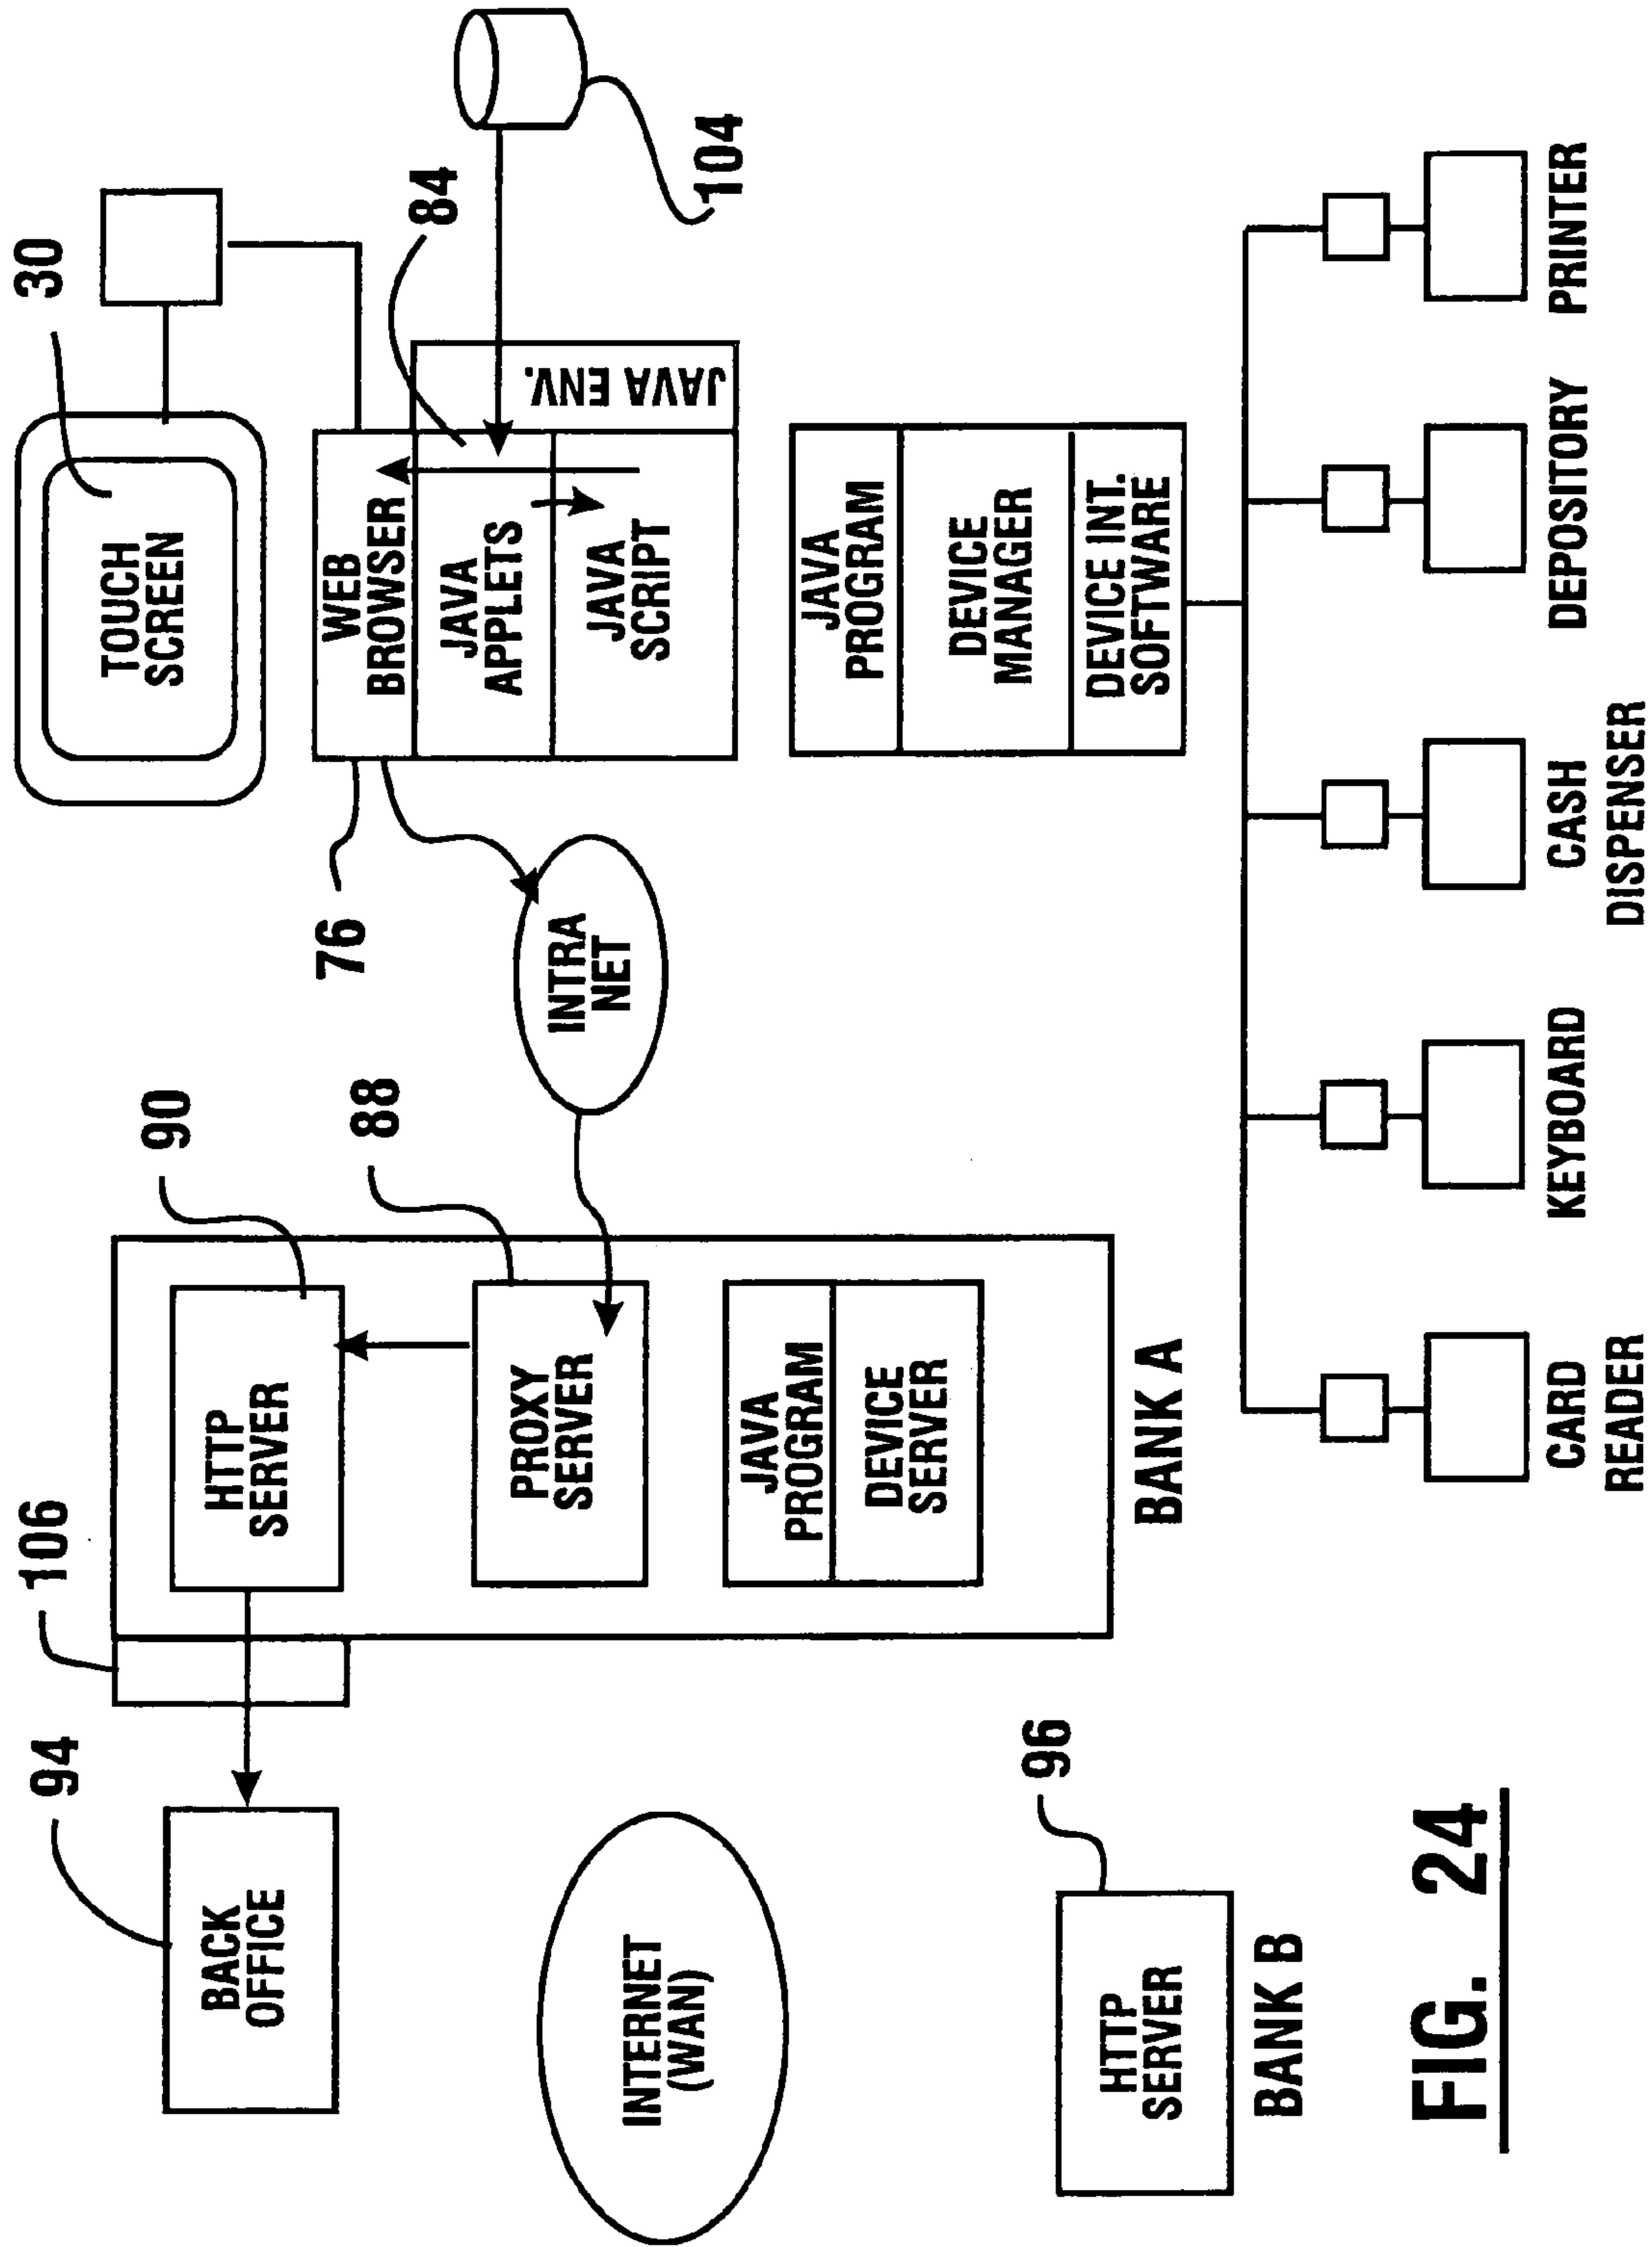 94
BACK
OFFICE
106
HTTP
SERVER
90
PROXY
SERVER
88
JAVA
PROGRAM
DEVICE
SERVER
BANK A
INTERNET
(WAN)
96
HTTP
SERVER
BANK B
INTRA
NET
76
30
TOUCH
SCREEN
WEB
BROWSER
JAVA
APPLETS
JAVA
SCRIPT
JAVA ENV.
84
104
JAVA
PROGRAM
DEVICE
MANAGER
DEVICE INT.
SOFTWARE
CARD
READER
KEYBOARD
CASH
DISPENSER
DEPOSITORY
PRINTER
FIG. 24